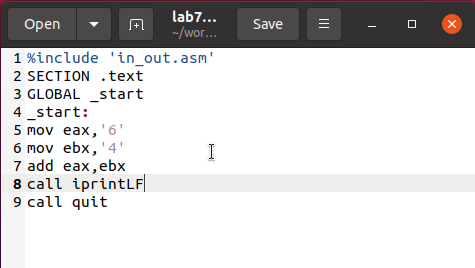 Open lab7... Save
~/wor...
1 %include 'in_out.asm'
2 SECTION .text
3 GLOBAL _start
4 _start:
5 mov eax,'6'
6 mov ebx,'4'
7 add eax,ebx
8 call iprintLF
9 call quit